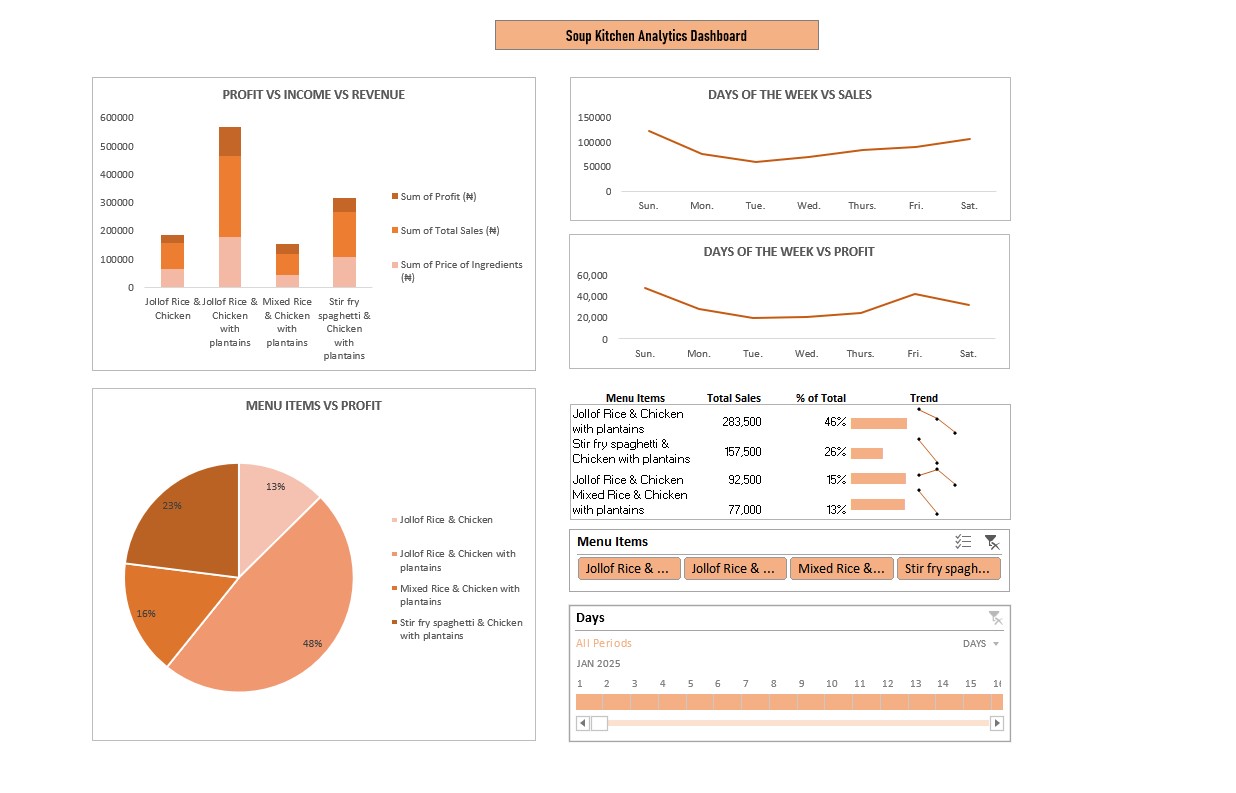 Soup Kitchen Analytics Dashboard
PROFIT VS INCOME VS REVENUE
600000
500000
400000
300000
200000
100000
0
Jollof Rice &
Chicken
Jollof Rice &
Chicken
with
plantains
Mixed Rice
& Chicken
with
plantains
Stir fry
spaghetti &
Chicken
with
plantains
Sum of Profit (₦)
Sum of Total Sales (₦)
Sum of Price of Ingredients
(₦)
DAYS OF THE WEEK VS SALES
150000
100000
50000
0
Sun. Mon. Tue. Wed. Thurs. Fri. Sat.
DAYS OF THE WEEK VS PROFIT
60,000
40,000
20,000
0
Sun. Mon. Tue. Wed. Thurs. Fri. Sat.
MENU ITEMS VS PROFIT
13%
48%
16%
23%
Jollof Rice & Chicken
Jollof Rice & Chicken with
plantains
Mixed Rice & Chicken with
plantains
Stir fry spaghetti & Chicken
with plantains
Menu Items Total Sales % of Total Trend
Jollof Rice & Chicken
with plantains 283,500 46%
Stir fry spaghetti &
Chicken with plantains 157,500 26%
Jollof Rice & Chicken 92,500 15%
Mixed Rice & Chicken
with plantains 77,000 13%
Menu Items
Jollof Rice & ... Jollof Rice & ... Mixed Rice &... Stir fry spagh...
Days
All Periods DAYS
JAN 2025
1 2 3 4 5 6 7 8 9 10 11 12 13 14 15 16